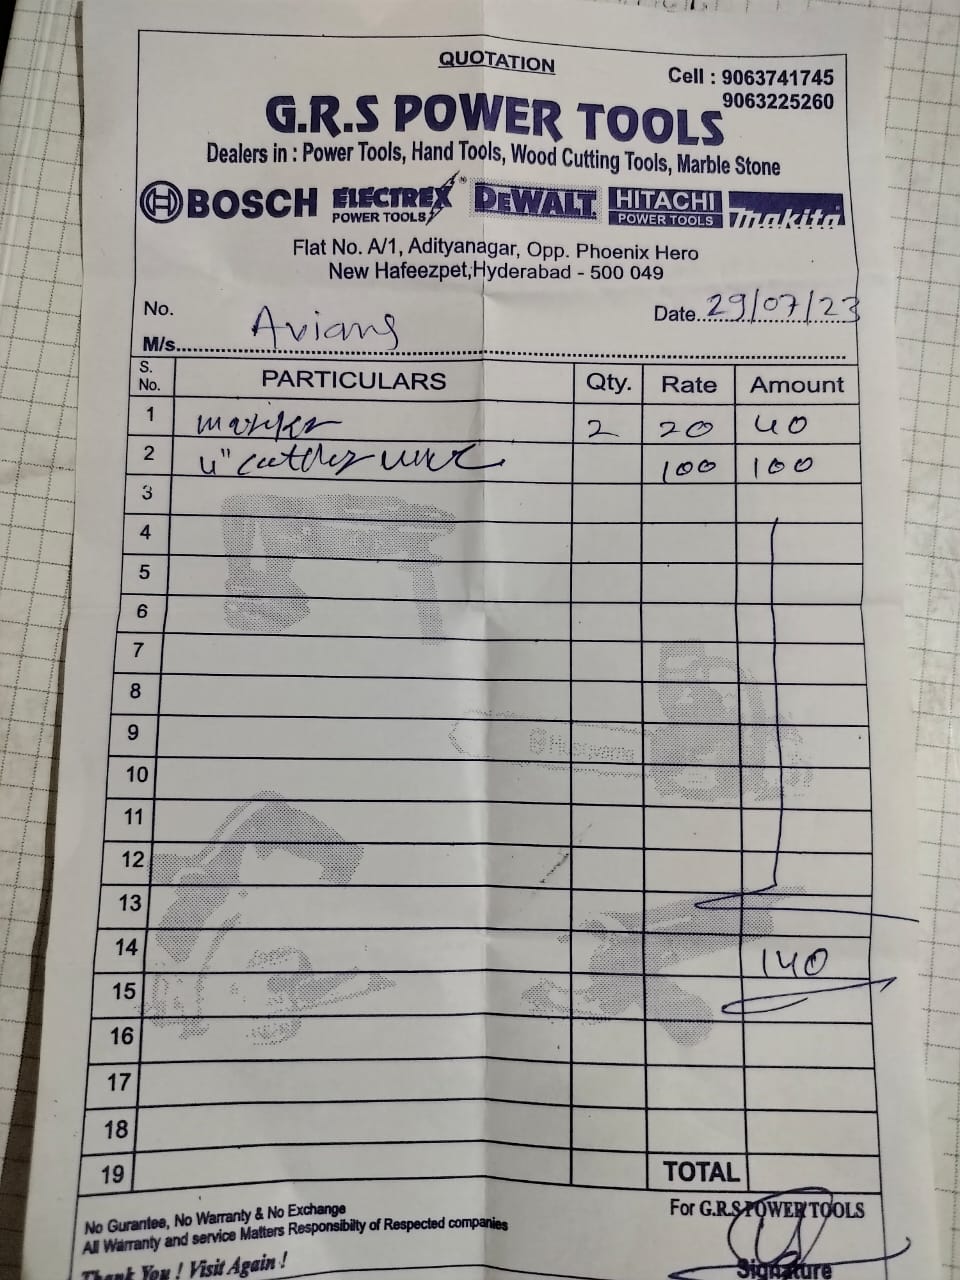 QUOTATION
Cell : 9063741745
9063225260
G.R.S POWER TOOLS
Dealers in : Power Tools, Hand Tools, Wood Cutting Tools, Marble Stone
BOSCH ELECTREX POWER TOOLS DEWALT HITACHI POWER TOOLS makita
Flat No. A/1, Adityanagar, Opp. Phoenix Hero
New Hafeezpet,Hyderabad - 500 049
No.
Date 29/07/23
M/s. Avians
S. No. PARTICULARS Qty. Rate Amount
1 marker 2 20 40
2 4" 100 100
3
4
5
6
7
8
9
10
11
12
13
14 140
15
16
17
18
19 TOTAL
No Gurantee, No Warranty & No Exchange
For G.R.S POWER TOOLS
All Warranty and service Matters Responsibilty of Respected companies
Thank You ! Visit Again !
Signature